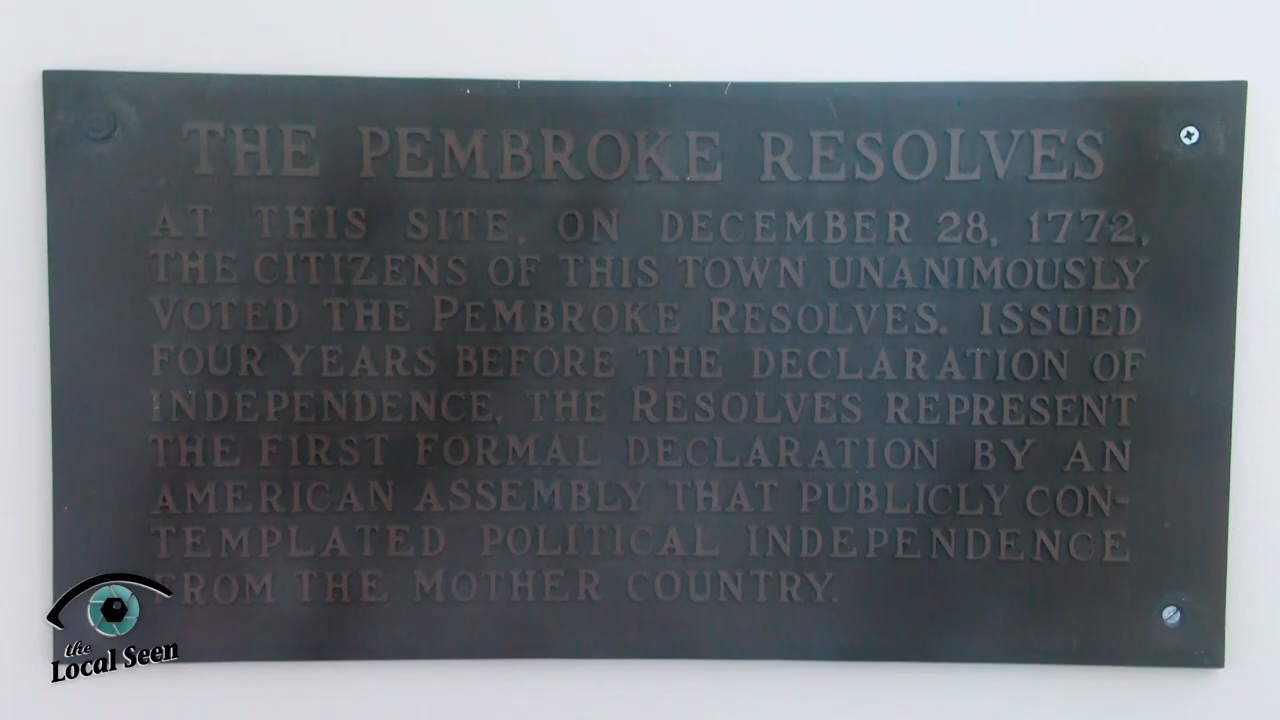 THE PEMBROKE RESOLVES
AT THIS SITE, ON DECEMBER 28, 1772,
THE CITIZENS OF THIS TOWN UNANIMOUSLY
VOTED THE PEMBROKE RESOLVES. ISSUED
FOUR YEARS BEFORE THE DECLARATION OF
INDEPENDENCE, THE RESOLVES REPRESENT
THE FIRST FORMAL DECLARATION BY AN
AMERICAN ASSEMBLY THAT PUBLICLY CON-
TEMPLATED POLITICAL INDEPENDENCE
FROM THE MOTHER COUNTRY.
the
Local Seen